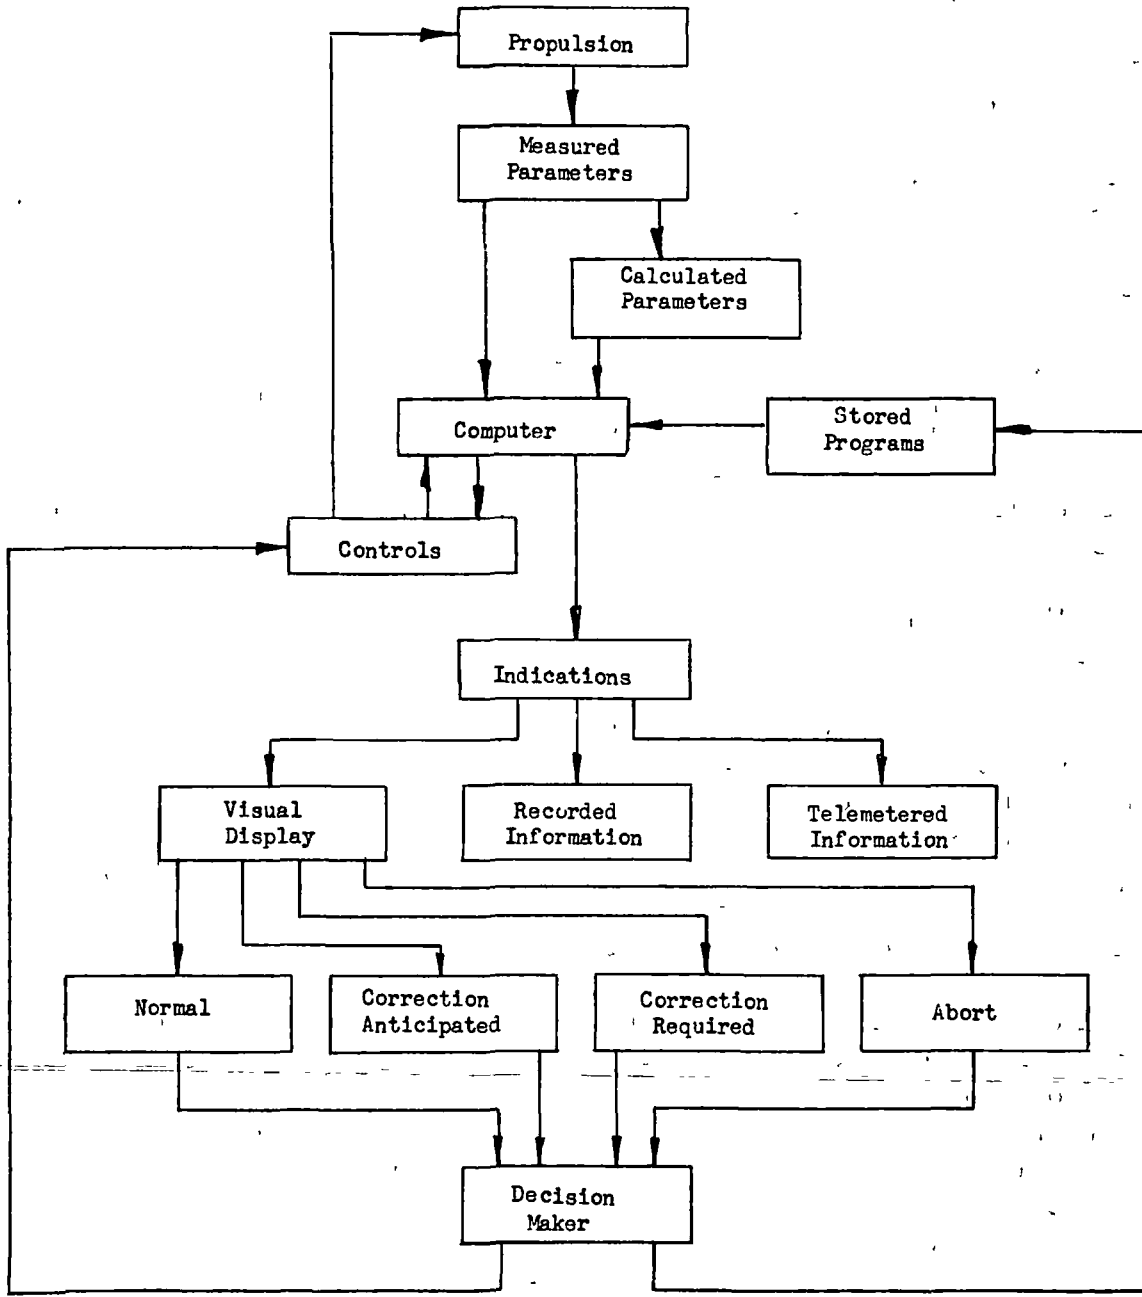 Propulsion
Measured
Parameters
Calculated
Parameters
Computer
Stored
Programs
Controls
Indications
Visual
Display
Recorded
Information
Telemetered
Information
Normal
Correction
Anticipated
Correction
Required
Abort
Decision
Maker